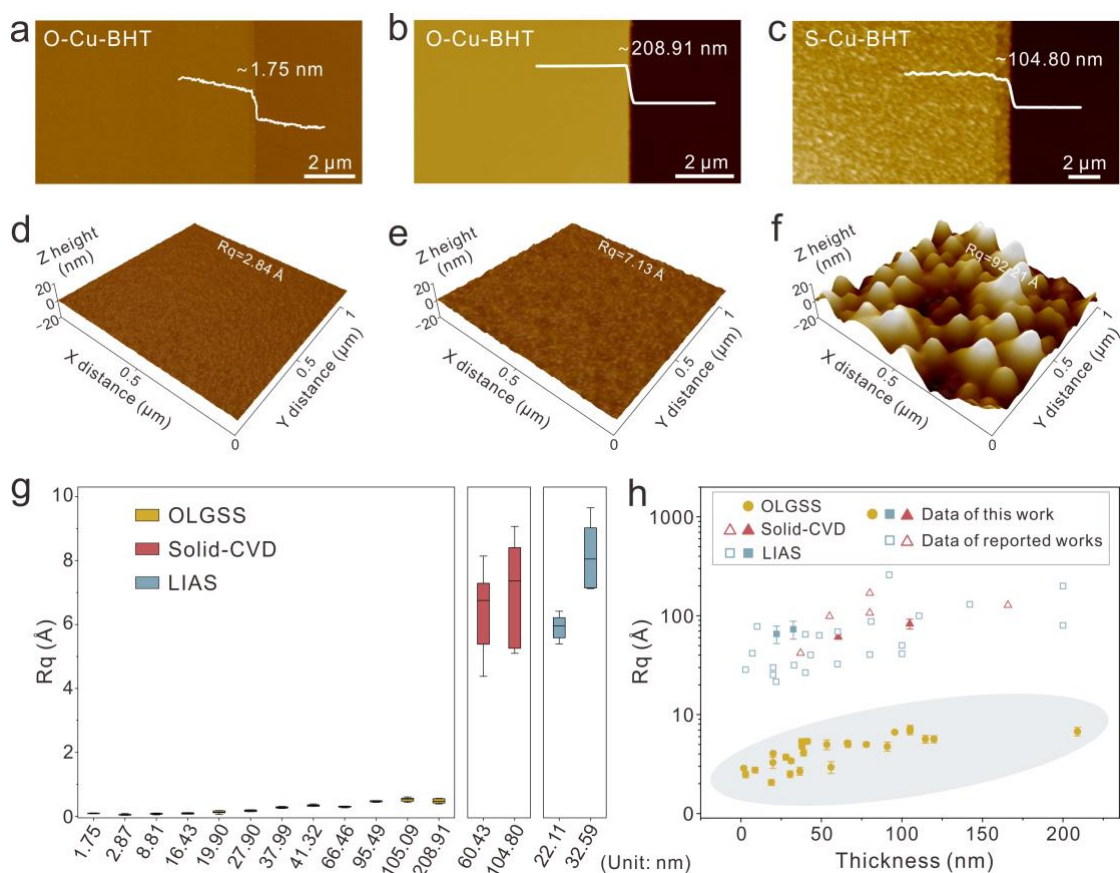 a
O-Cu-BHT
~1.75 nm
2 μm
b
O-Cu-BHT
~208.91 nm
2 μm
c
S-Cu-BHT
~104.80 nm
2 μm
d
Z height
(nm)
20
0
−20
Rq=2.84 Å
X distance (μm)
0.5
0
Y distance (μm)
0.5
1
e
Z height
(nm)
20
0
−20
Rq=7.13 Å
X distance (μm)
0.5
0
Y distance (μm)
0.5
1
f
Z height
(nm)
20
0
−20
Rq=92.21 Å
X distance (μm)
0.5
0
Y distance (μm)
0.5
1
g
Rq (Å)
10
8
6
4
2
0
OLGSS
Solid-CVD
LIAS
1.75
2.87
8.81
16.43
19.90
27.90
37.99
41.32
66.46
95.49
105.09
208.91
60.43
104.80
22.11
32.59
(Unit: nm)
h
Rq (Å)
1000
100
10
0
OLGSS
Solid-CVD
LIAS
Data of this work
Data of reported works
0
50
100
150
200
Thickness (nm)